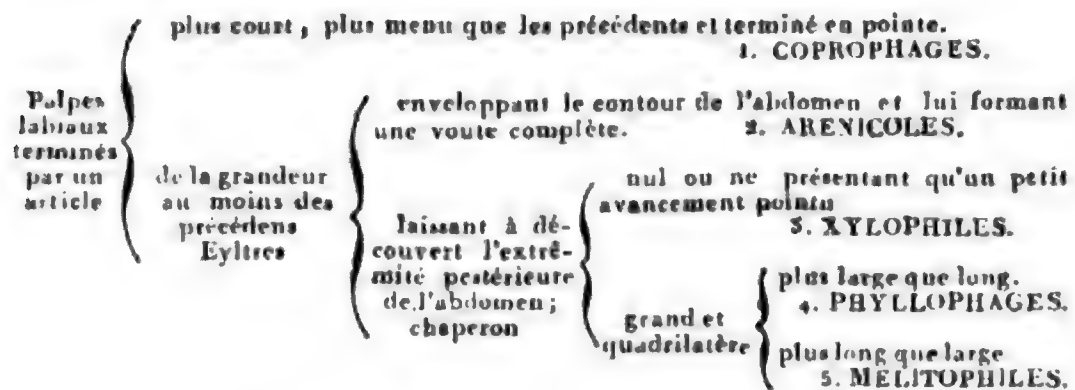 plus court, plus menu que les précédents et terminé en pointe.
1. COPROPHAGES.
Palpes
labiaux
terminés
par un
article
de la grandeur
au moins des
précédens
Eyltres
enveloppant le contour de l'abdomen et lui formant
une voute complète. 2. ARENICOLES.
laissant à dé-
couvert l'extré-
mité postérieure
de l'abdomen;
chaperon
nul ou ne présentant qu'un petit
avancement pointu
3. XYLOPHILES.
grand et
quadrilatère
plus large que long.
4. PHYLLOPHAGES.
plus long que large
5. MELITOPHILES.